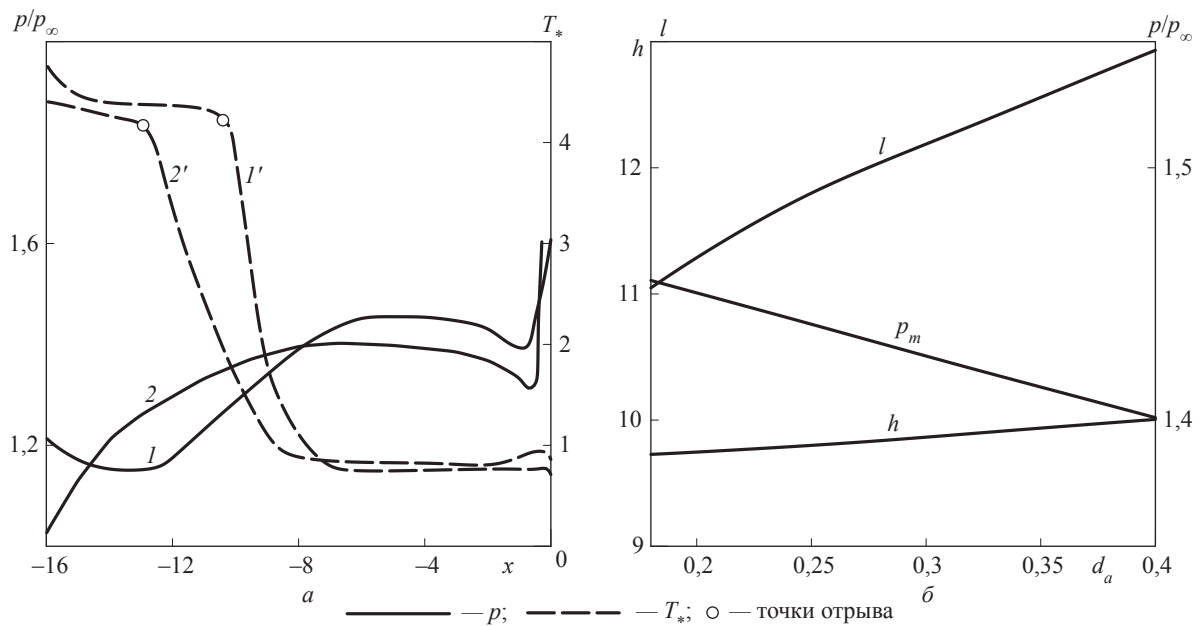 p/p∞ T*
4
2′ 1′
1,6 3
2
2
1,2 1 1
0
–16 –12 –8 –4 x
а
l p/p∞
h
l
12 1,5
11
p_m
10 1,4
h
9
0,2 0,25 0,3 0,35 d_a 0,4
б
— p; — T*; ○ — точки отрыва